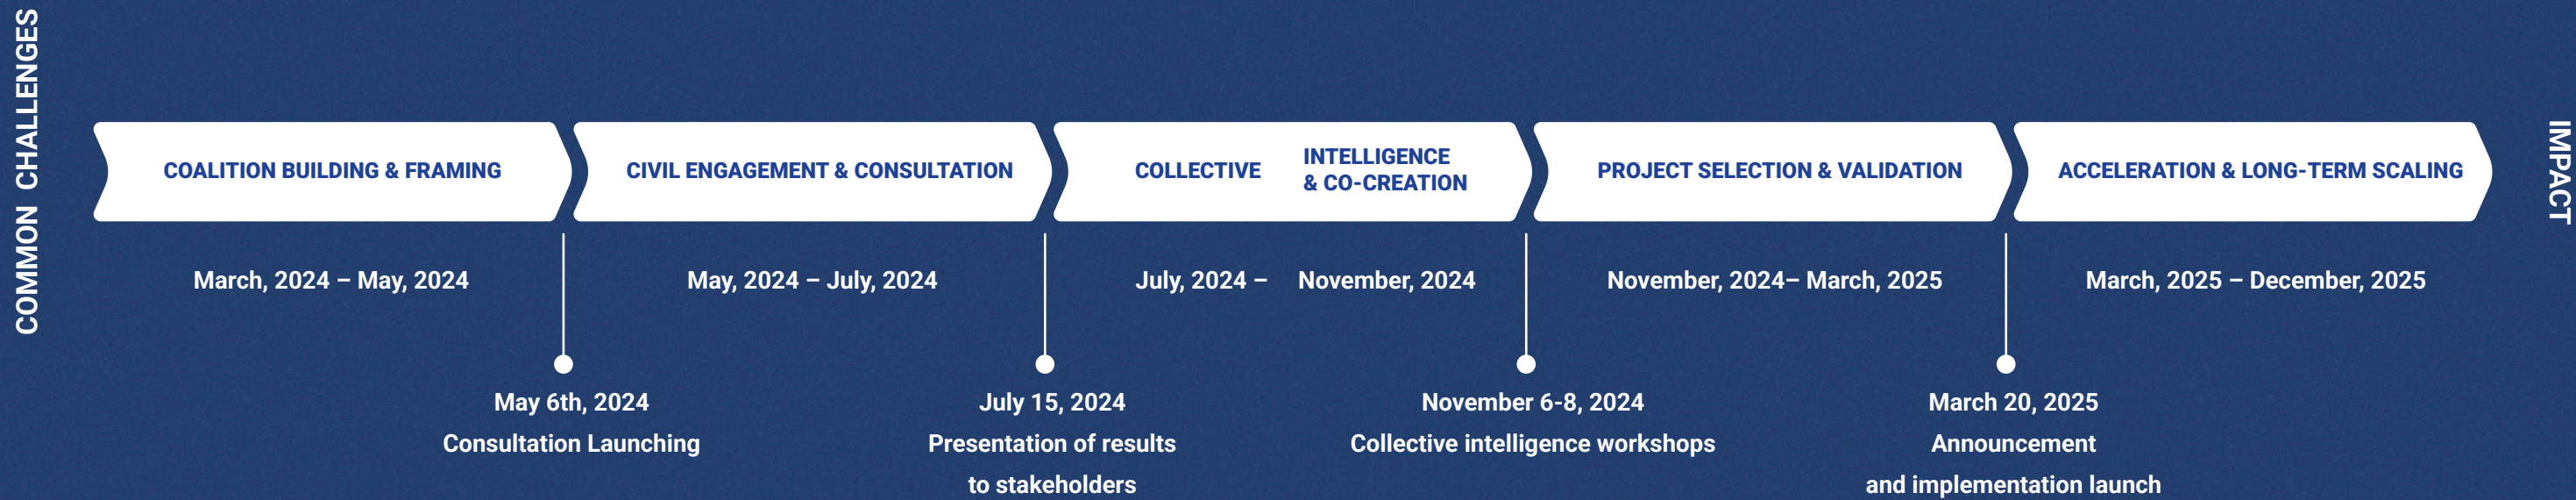 COMMON CHALLENGES
COALITION BUILDING & FRAMING
CIVIL ENGAGEMENT & CONSULTATION
COLLECTIVE INTELLIGENCE
& CO-CREATION
PROJECT SELECTION & VALIDATION
ACCELERATION & LONG-TERM SCALING
IMPACT
March, 2024 – May, 2024
May, 2024 – July, 2024
July, 2024 – November, 2024
November, 2024– March, 2025
March, 2025 – December, 2025
May 6th, 2024
Consultation Launching
July 15, 2024
Presentation of results
to stakeholders
November 6-8, 2024
Collective intelligence workshops
March 20, 2025
Announcement
and implementation launch